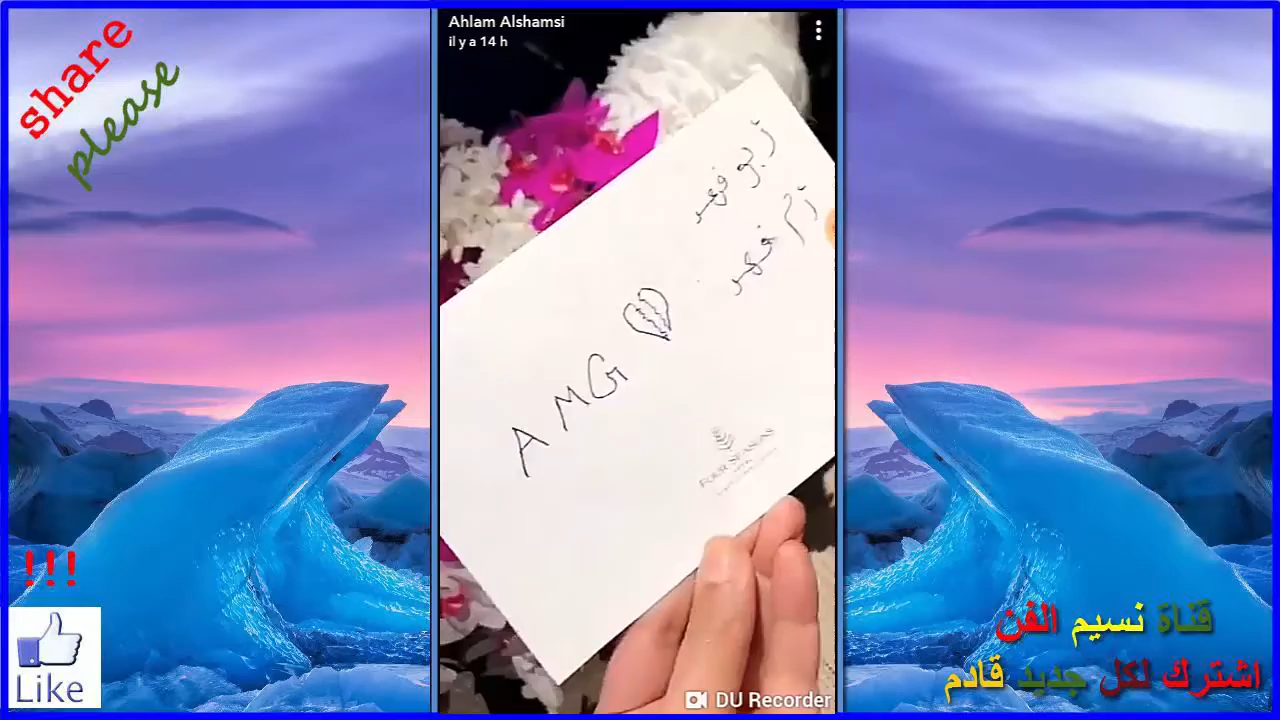 share
please
Ahlam Alshamsi
il y a 14 h
أبو فهد
أم فهد
AMG
FOUR SEASONS
!!!
Like
قناة نسيم الفن
اشترك لكل جديد قادم
DU Recorder